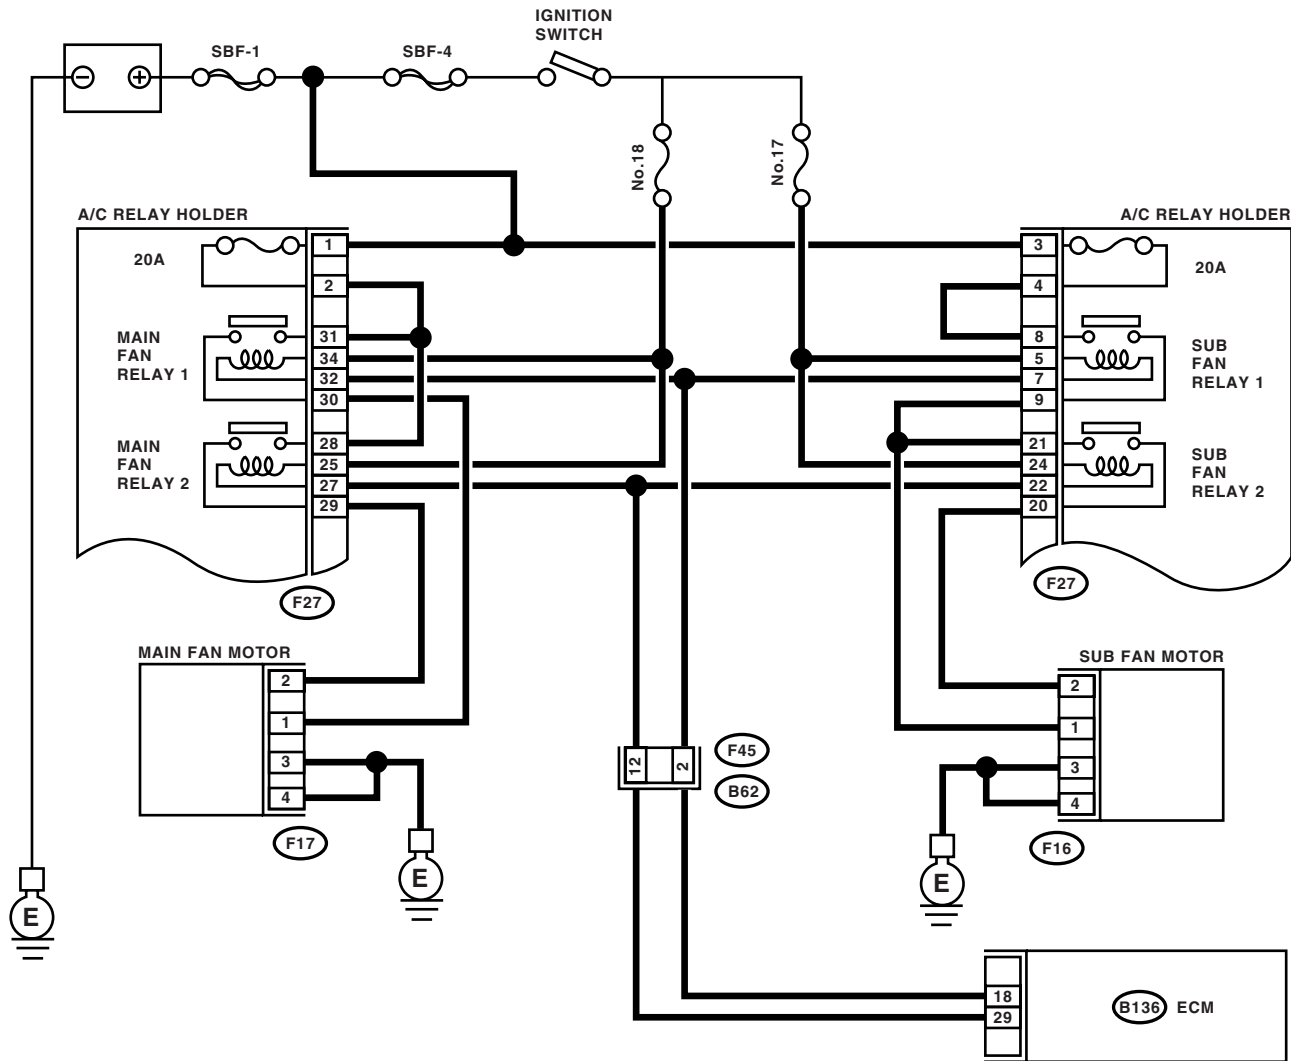 IGNITION
SWITCH
SBF-1
SBF-4
−
+
No.18
No.17
A/C RELAY HOLDER
20A
1
2
MAIN
FAN
RELAY 1
31
34
32
30
MAIN
FAN
RELAY 2
28
25
27
29
F27
A/C RELAY HOLDER
3
20A
4
8
5
7
9
SUB
FAN
RELAY 1
21
24
22
20
SUB
FAN
RELAY 2
F27
MAIN FAN MOTOR
2
1
3
4
F17
E
E
12
2
F45
B62
SUB FAN MOTOR
2
1
3
4
F16
E
18
29
B136 ECM